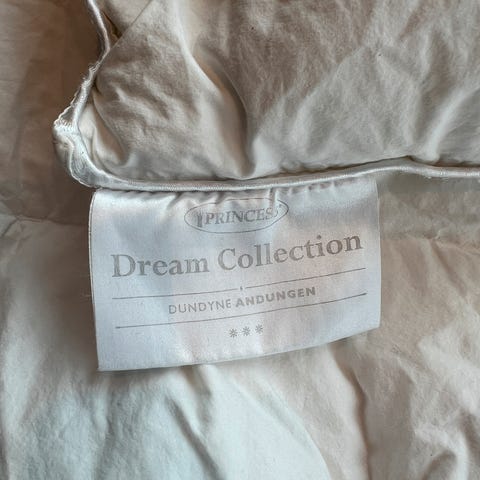 PRINCESS
Dream Collection
DUNDYNE ANDUNGEN
***